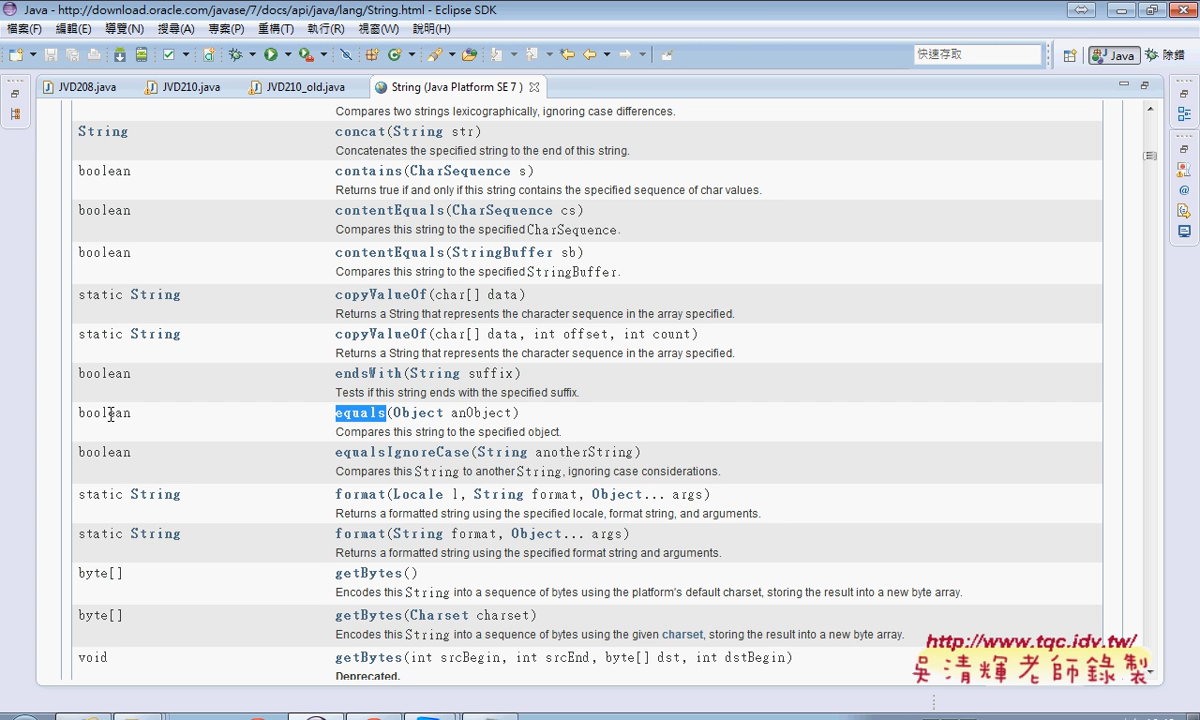 Java - http://download.oracle.com/javase/7/docs/api/java/lang/String.html - Eclipse SDK
檔案(F) 編輯(E) 導覽(N) 搜尋(A) 專案(P) 重構(T) 執行(R) 視窗(W) 說明(H)
快速存取 Java 除錯
JVD208.java JVD210.java JVD210_old.java String (Java Platform SE 7 )
Compares two strings lexicographically, ignoring case differences.
String concat(String str)
Concatenates the specified string to the end of this string.
boolean contains(CharSequence s)
Returns true if and only if this string contains the specified sequence of char values.
boolean contentEquals(CharSequence cs)
Compares this string to the specified CharSequence.
boolean contentEquals(StringBuffer sb)
Compares this string to the specified StringBuffer.
static String copyValueOf(char[] data)
Returns a String that represents the character sequence in the array specified.
static String copyValueOf(char[] data, int offset, int count)
Returns a String that represents the character sequence in the array specified.
boolean endsWith(String suffix)
Tests if this string ends with the specified suffix.
boolean equals(Object anObject)
Compares this string to the specified object.
boolean equalsIgnoreCase(String anotherString)
Compares this String to another String, ignoring case considerations.
static String format(Locale l, String format, Object... args)
Returns a formatted string using the specified locale, format string, and arguments.
static String format(String format, Object... args)
Returns a formatted string using the specified format string and arguments.
byte[] getBytes()
Encodes this String into a sequence of bytes using the platform's default charset, storing the result into a new byte array.
byte[] getBytes(Charset charset)
Encodes this String into a sequence of bytes using the given charset, storing the result into a new byte array.
void getBytes(int srcBegin, int srcEnd, byte[] dst, int dstBegin)
Deprecated.
http://www.tqc.idv.tw/
吳清輝老師錄製